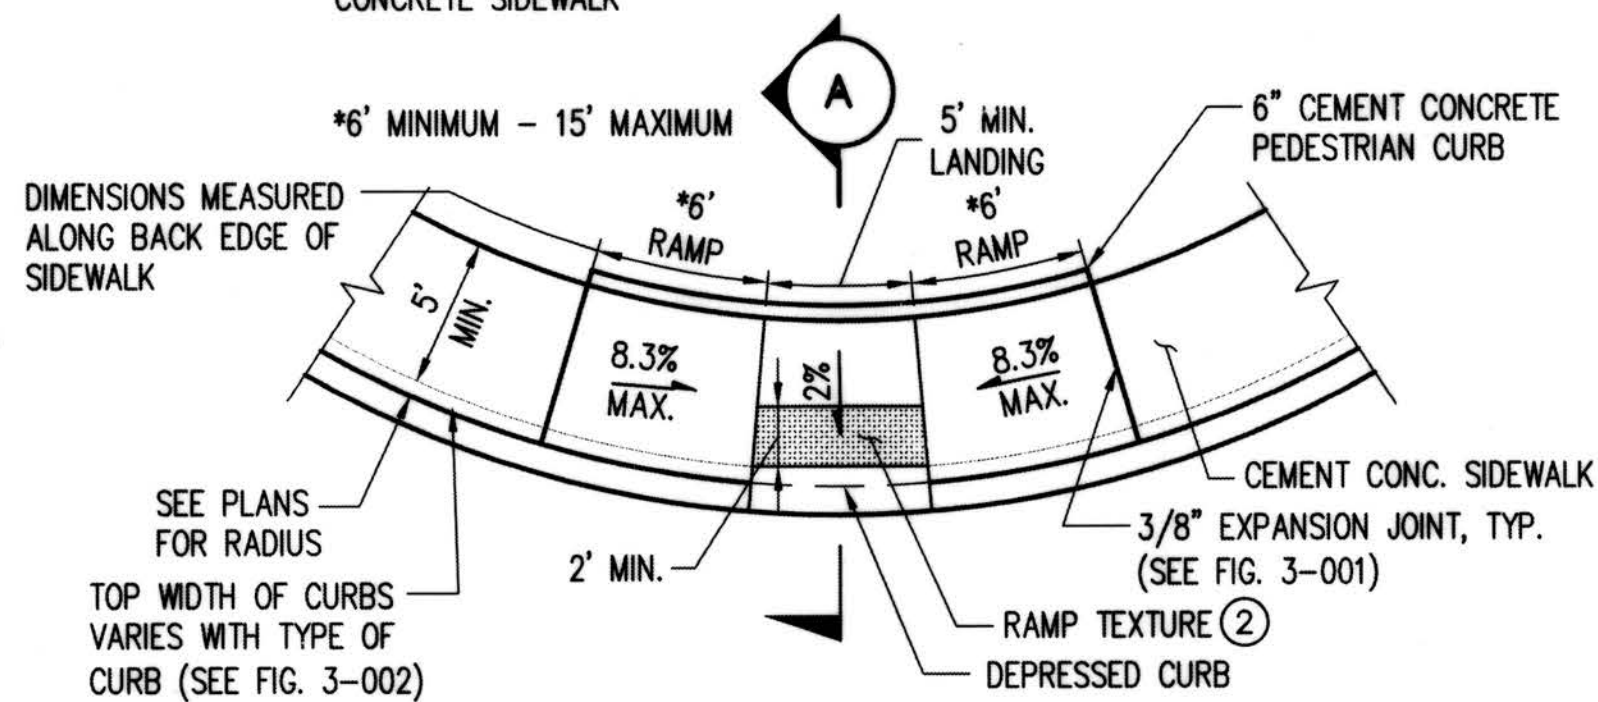 CONCRETE SIDEWALK
A
*6' MINIMUM - 15' MAXIMUM
5' MIN.
LANDING
6" CEMENT CONCRETE
PEDESTRIAN CURB
DIMENSIONS MEASURED
ALONG BACK EDGE OF
SIDEWALK
*6'
RAMP
*6'
RAMP
5'
MIN.
8.3%
MAX.
2%
8.3%
MAX.
SEE PLANS
FOR RADIUS
2' MIN.
CEMENT CONC. SIDEWALK
3/8" EXPANSION JOINT, TYP.
(SEE FIG. 3-001)
TOP WIDTH OF CURBS
VARIES WITH TYPE OF
CURB (SEE FIG. 3-002)
RAMP TEXTURE 2
DEPRESSED CURB